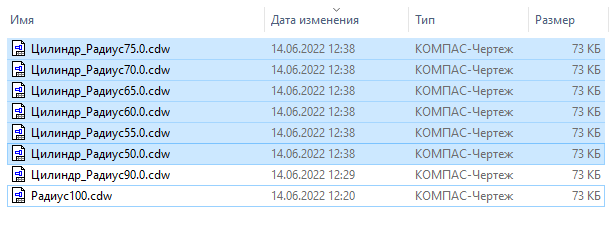 Имя Дата изменения Тип Размер
Цилиндр_Радиус75.0.cdw 14.06.2022 12:38 КОМПАС-Чертеж 73 КБ
Цилиндр_Радиус70.0.cdw 14.06.2022 12:38 КОМПАС-Чертеж 73 КБ
Цилиндр_Радиус65.0.cdw 14.06.2022 12:38 КОМПАС-Чертеж 73 КБ
Цилиндр_Радиус60.0.cdw 14.06.2022 12:38 КОМПАС-Чертеж 73 КБ
Цилиндр_Радиус55.0.cdw 14.06.2022 12:38 КОМПАС-Чертеж 73 КБ
Цилиндр_Радиус50.0.cdw 14.06.2022 12:38 КОМПАС-Чертеж 73 КБ
Цилиндр_Радиус90.0.cdw 14.06.2022 12:29 КОМПАС-Чертеж 73 КБ
Радиус100.cdw 14.06.2022 12:20 КОМПАС-Чертеж 73 КБ